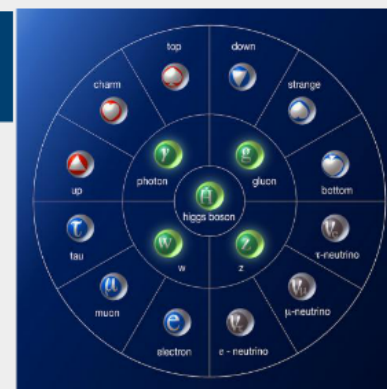 top
down
charm
strange
γ
g
up
photon
gluon
bottom
H
higgs boson
τ
tau
W
Z
w
z
τ-neutrino
μ
muon
μ-neutrino
e
electron
e - neutrino